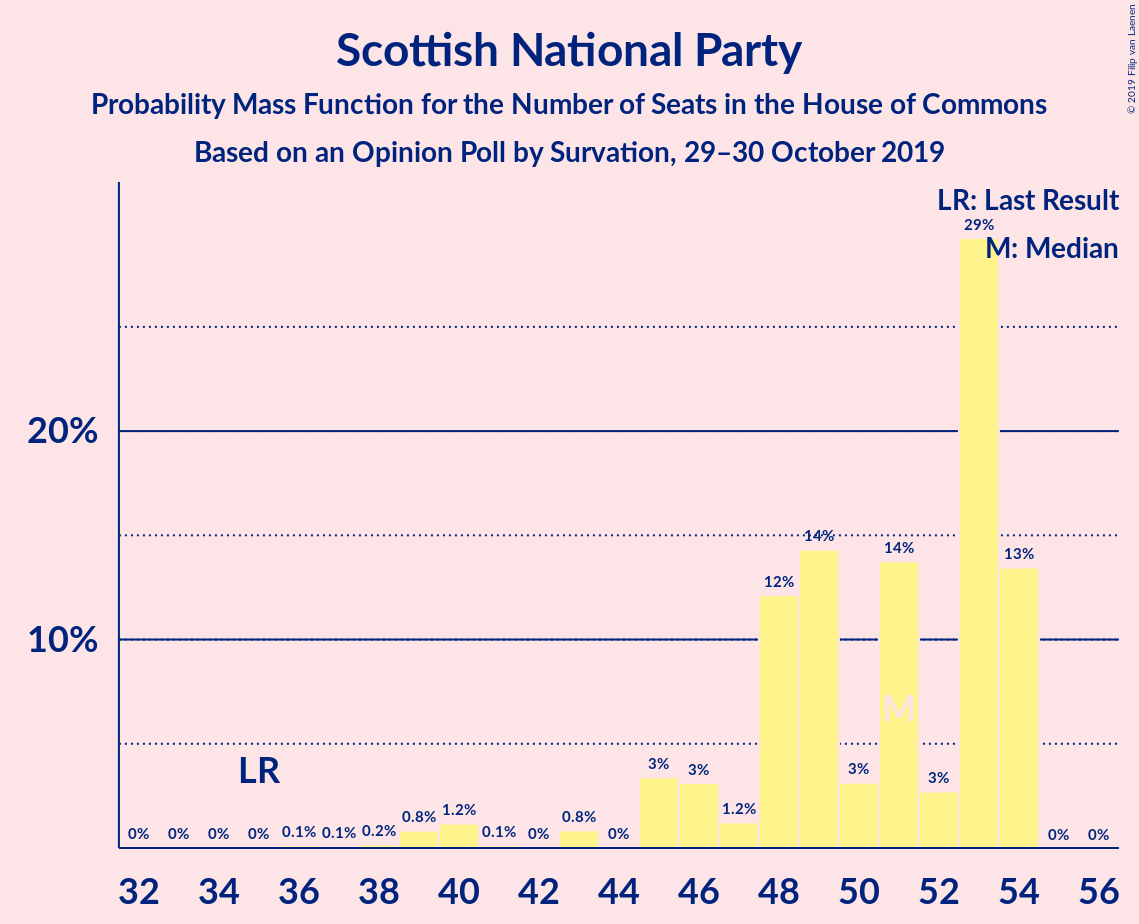 Scottish National Party
Probability Mass Function for the Number of Seats in the House of Commons
Based on an Opinion Poll by Survation, 29–30 October 2019
© 2019 Filip van Laenen
LR: Last Result
M: Median
29%
20%
14% 14% 13%
12%
10%
M
LR
3% 3% 3% 3%
0% 0% 0% 0% 0.1% 0.1% 0.2% 0.8% 1.2% 0.1% 0% 0.8% 0% 1.2% 0% 0%
32 34 36 38 40 42 44 46 48 50 52 54 56